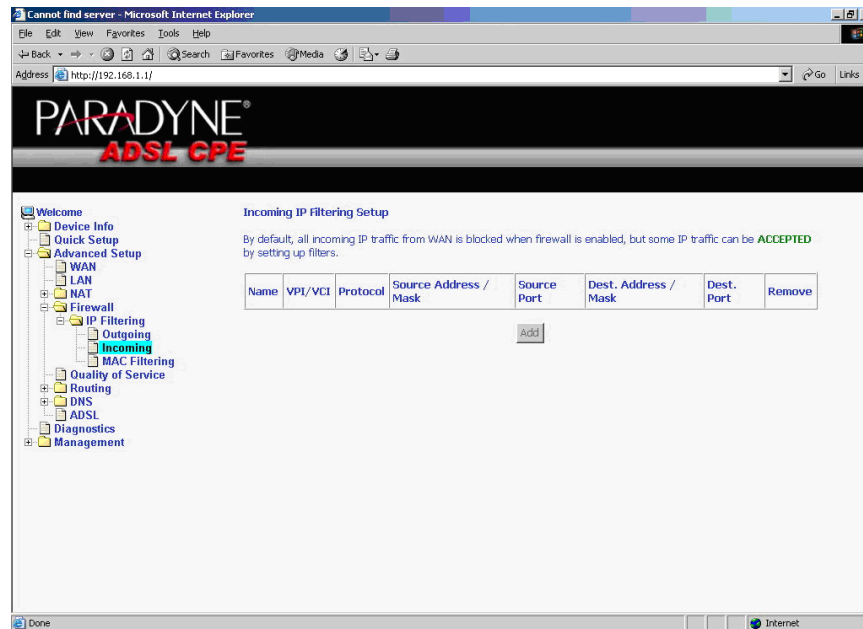 Cannot find server - Microsoft Internet Explorer
File Edit View Favorites Tools Help
Back Search Favorites Media
Address http://192.168.1.1/ Go Links
PARADYNE®
ADSL CPE
Welcome
Device Info
Quick Setup
Advanced Setup
WAN
LAN
NAT
Firewall
IP Filtering
Outgoing
Incoming
MAC Filtering
Quality of Service
Routing
DNS
ADSL
Diagnostics
Management
Incoming IP Filtering Setup
By default, all incoming IP traffic from WAN is blocked when firewall is enabled, but some IP traffic can be ACCEPTED
by setting up filters.
Name VPI/VCI Protocol Source Address / Mask Source Port Dest. Address / Mask Dest. Port Remove
Add
Done Internet